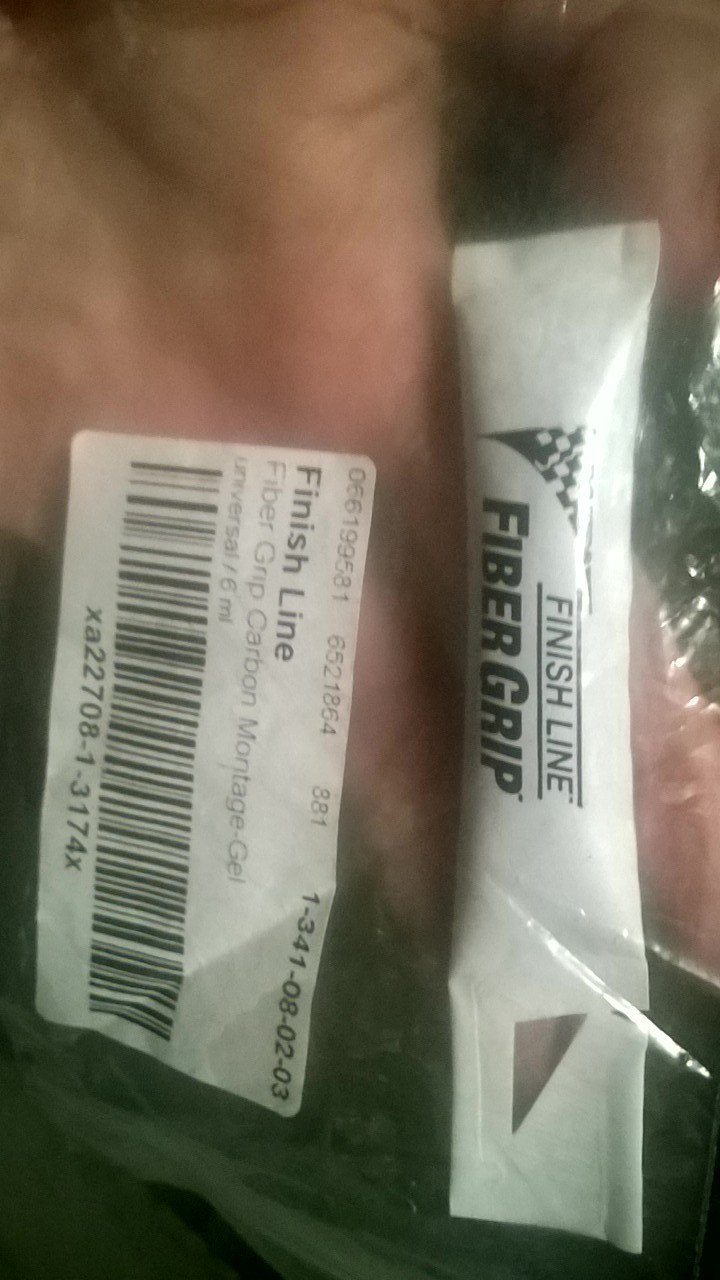 FINISH LINE
FIBER GRIP
066199581 6521864 881 1-341-08-02-03
Finish Line
Fiber Grip Carbon Montage-Gel
universal / 6 ml
xa22708-1-3174x